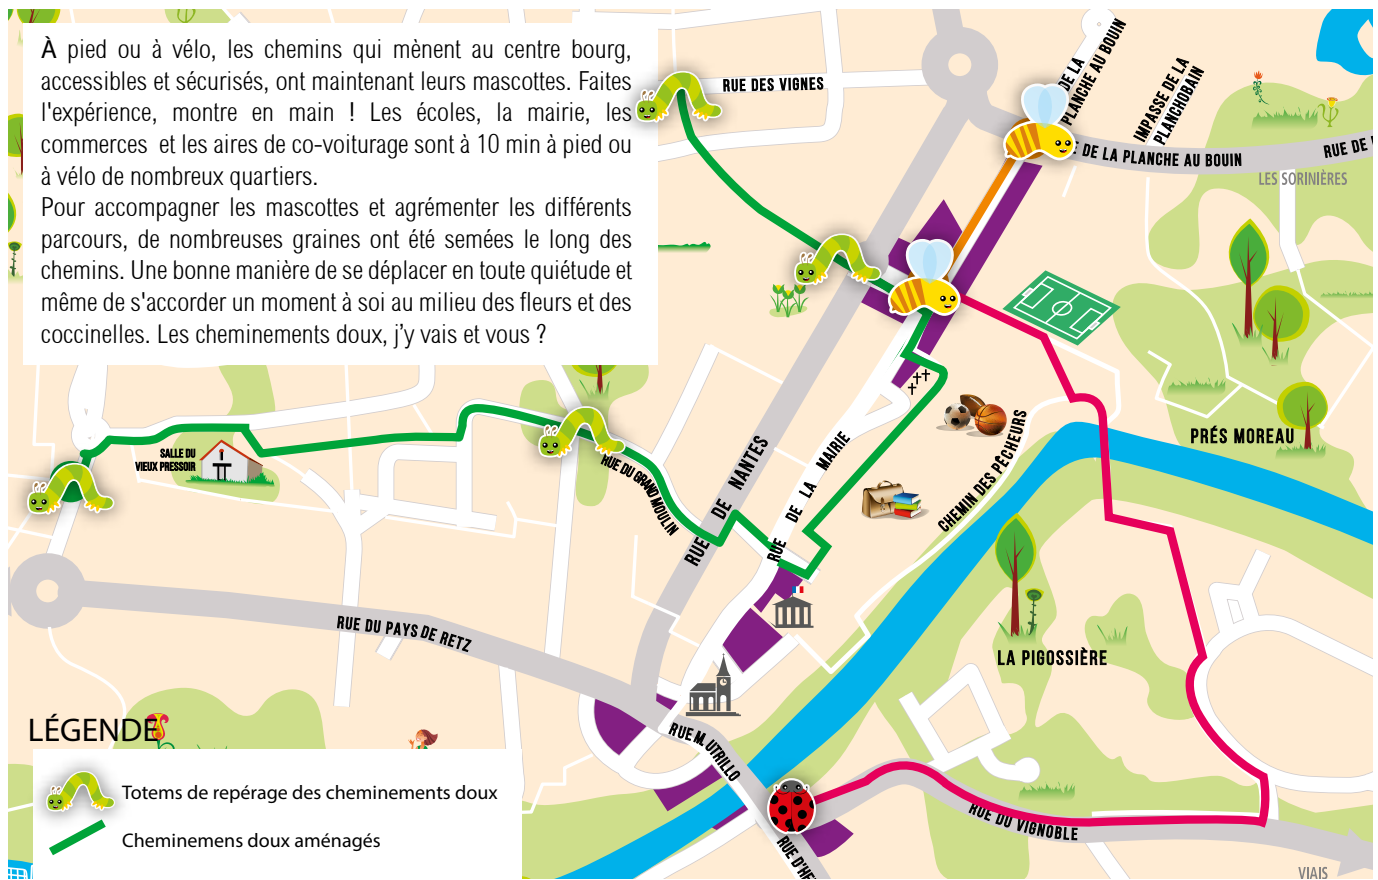 À pied ou à vélo, les chemins qui mènent au centre bourg,
accessibles et sécurisés, ont maintenant leurs mascottes. Faites
l'expérience, montre en main ! Les écoles, la mairie, les
commerces et les aires de co-voiturage sont à 10 min à pied ou
à vélo de nombreux quartiers.
Pour accompagner les mascottes et agrémenter les différents
parcours, de nombreuses graines ont été semées le long des
chemins. Une bonne manière de se déplacer en toute quiétude et
même de s'accorder un moment à soi au milieu des fleurs et des
coccinelles. Les cheminements doux, j'y vais et vous ?
RUE DES VIGNES
DE LA
PLANCHE AU BOUIN
IMPASSE DE LA
PLANCHOBAIN
DE LA PLANCHE AU BOUIN
RUE DE
LES SORINIÈRES
SALLE DU
VIEUX PRESSOIR
RUE DU GRAND MOULIN
RUE DE NANTES
RUE DE LA MAIRIE
CHEMIN DES PÊCHEURS
PRÉS MOREAU
RUE DU PAYS DE RETZ
LA PIGOSSIÈRE
RUE M. UTRILLO
RUE DU VIGNOBLE
RUE D'HE
VIAIS
LÉGENDE
Totems de repérage des cheminements doux
Cheminemens doux aménagés